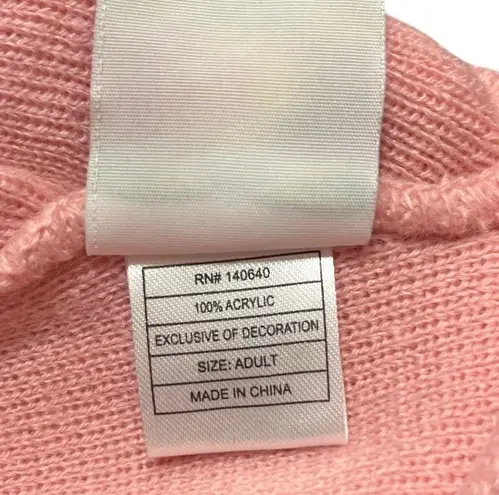 RN# 140640
100% ACRYLIC
EXCLUSIVE OF DECORATION
SIZE: ADULT
MADE IN CHINA